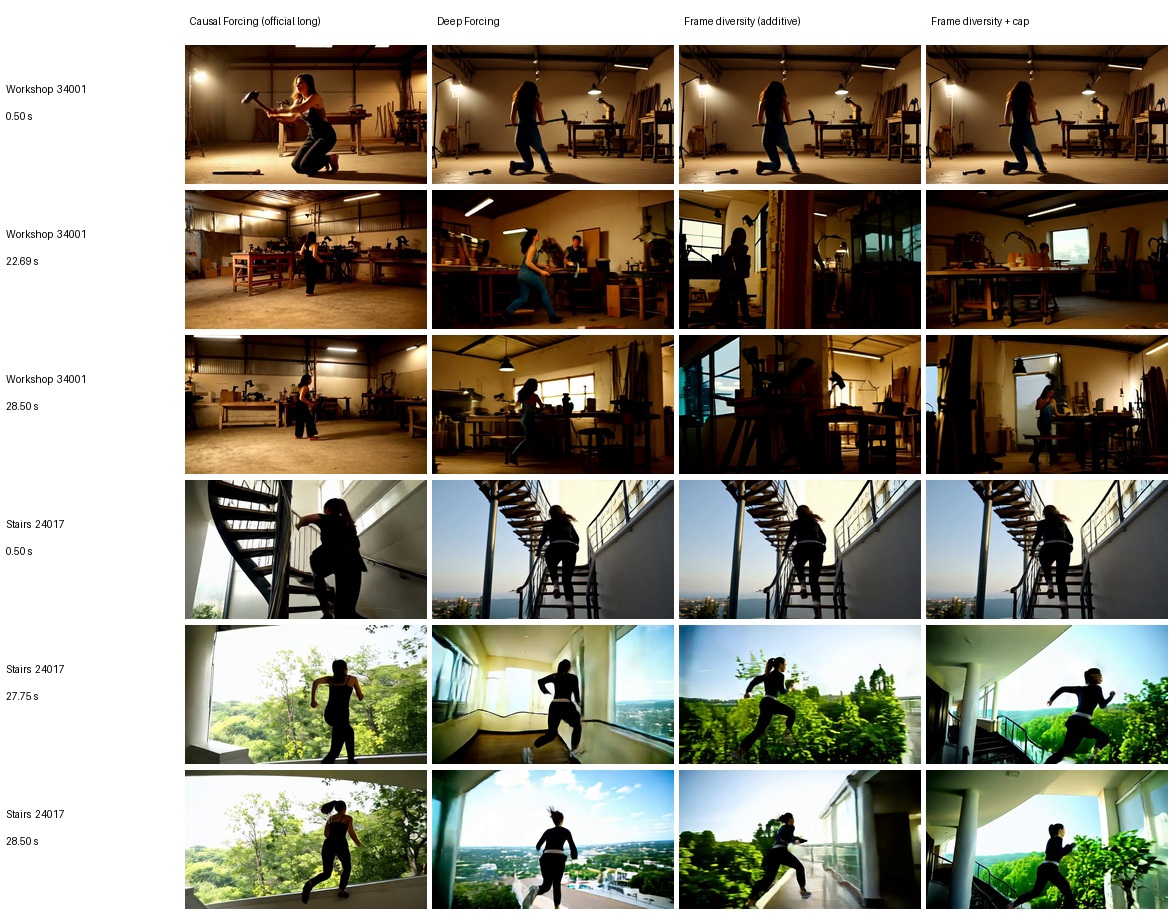 Causal Forcing (official long)
Deep Forcing
Frame diversity (additive)
Frame diversity + cap
Workshop 34001
0.50 s
Workshop 34001
22.69 s
Workshop 34001
28.50 s
Stairs 24017
0.50 s
Stairs 24017
27.75 s
Stairs 24017
28.50 s